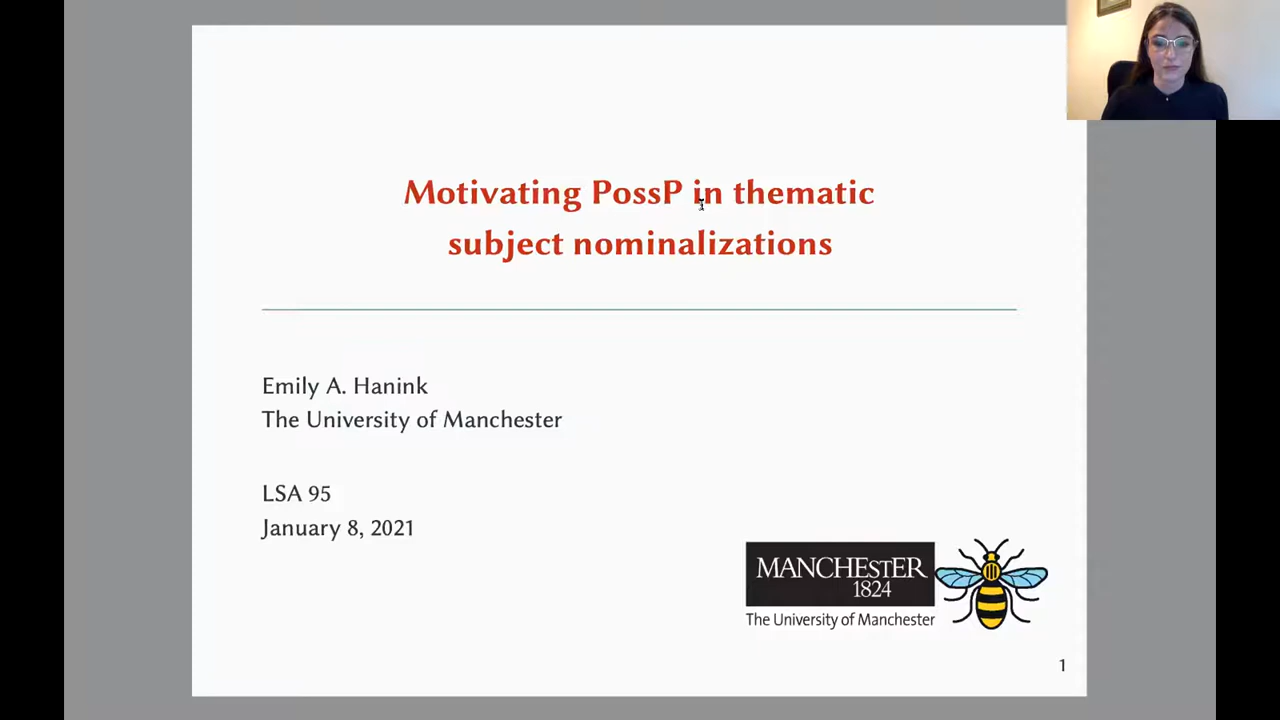 Motivating PossP in thematic
subject nominalizations
Emily A. Hanink
The University of Manchester
LSA 95
January 8, 2021
MANCHESTER
1824
The University of Manchester
1